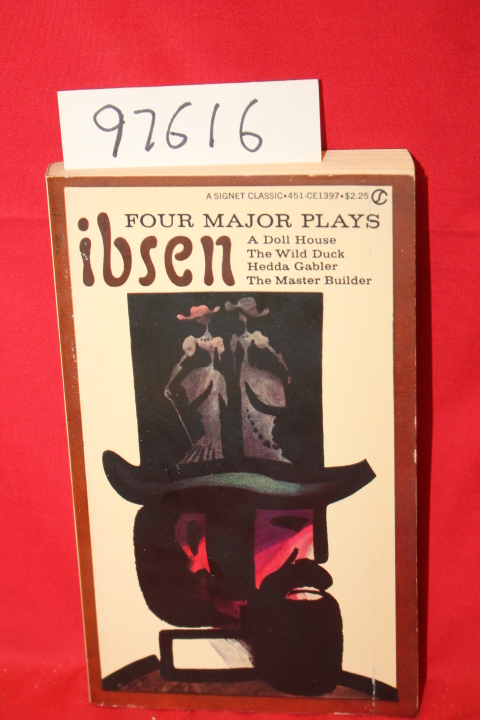 97616
A SIGNET CLASSIC•451-CE1397•$2.25
FOUR MAJOR PLAYS
ibsen
A Doll House
The Wild Duck
Hedda Gabler
The Master Builder